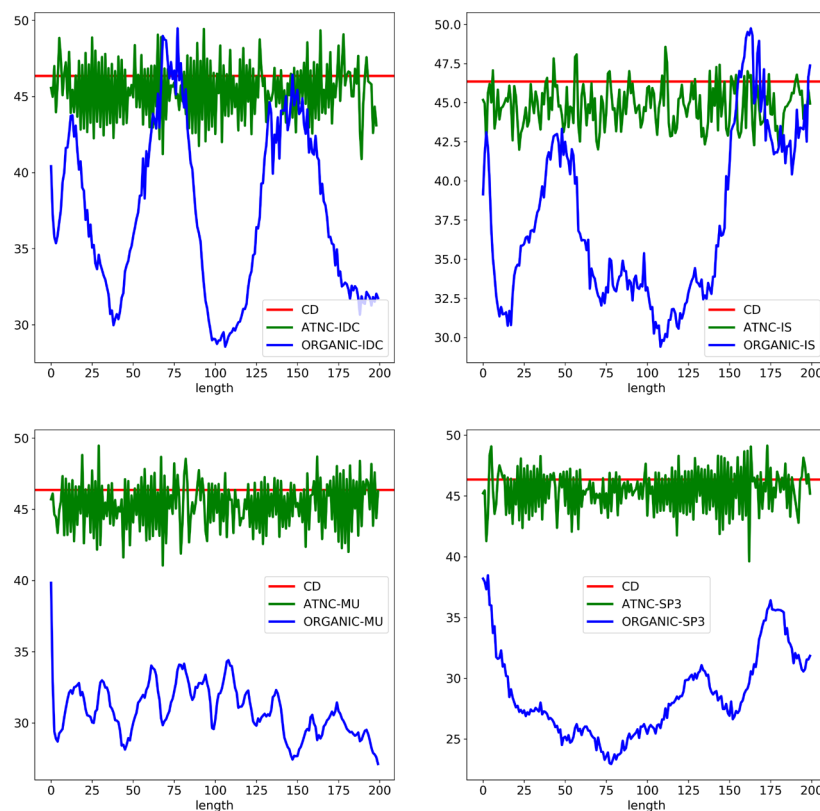 50
45
40
35
30
0 25 50 75 100 125 150 175 200
length
CD
ATNC-IDC
ORGANIC-IDC
50.0
47.5
45.0
42.5
40.0
37.5
35.0
32.5
30.0
0 25 50 75 100 125 150 175 200
length
CD
ATNC-IS
ORGANIC-IS
50
45
40
35
30
0 25 50 75 100 125 150 175 200
length
CD
ATNC-MU
ORGANIC-MU
50
45
40
35
30
25
0 25 50 75 100 125 150 175 200
length
CD
ATNC-SP3
ORGANIC-SP3